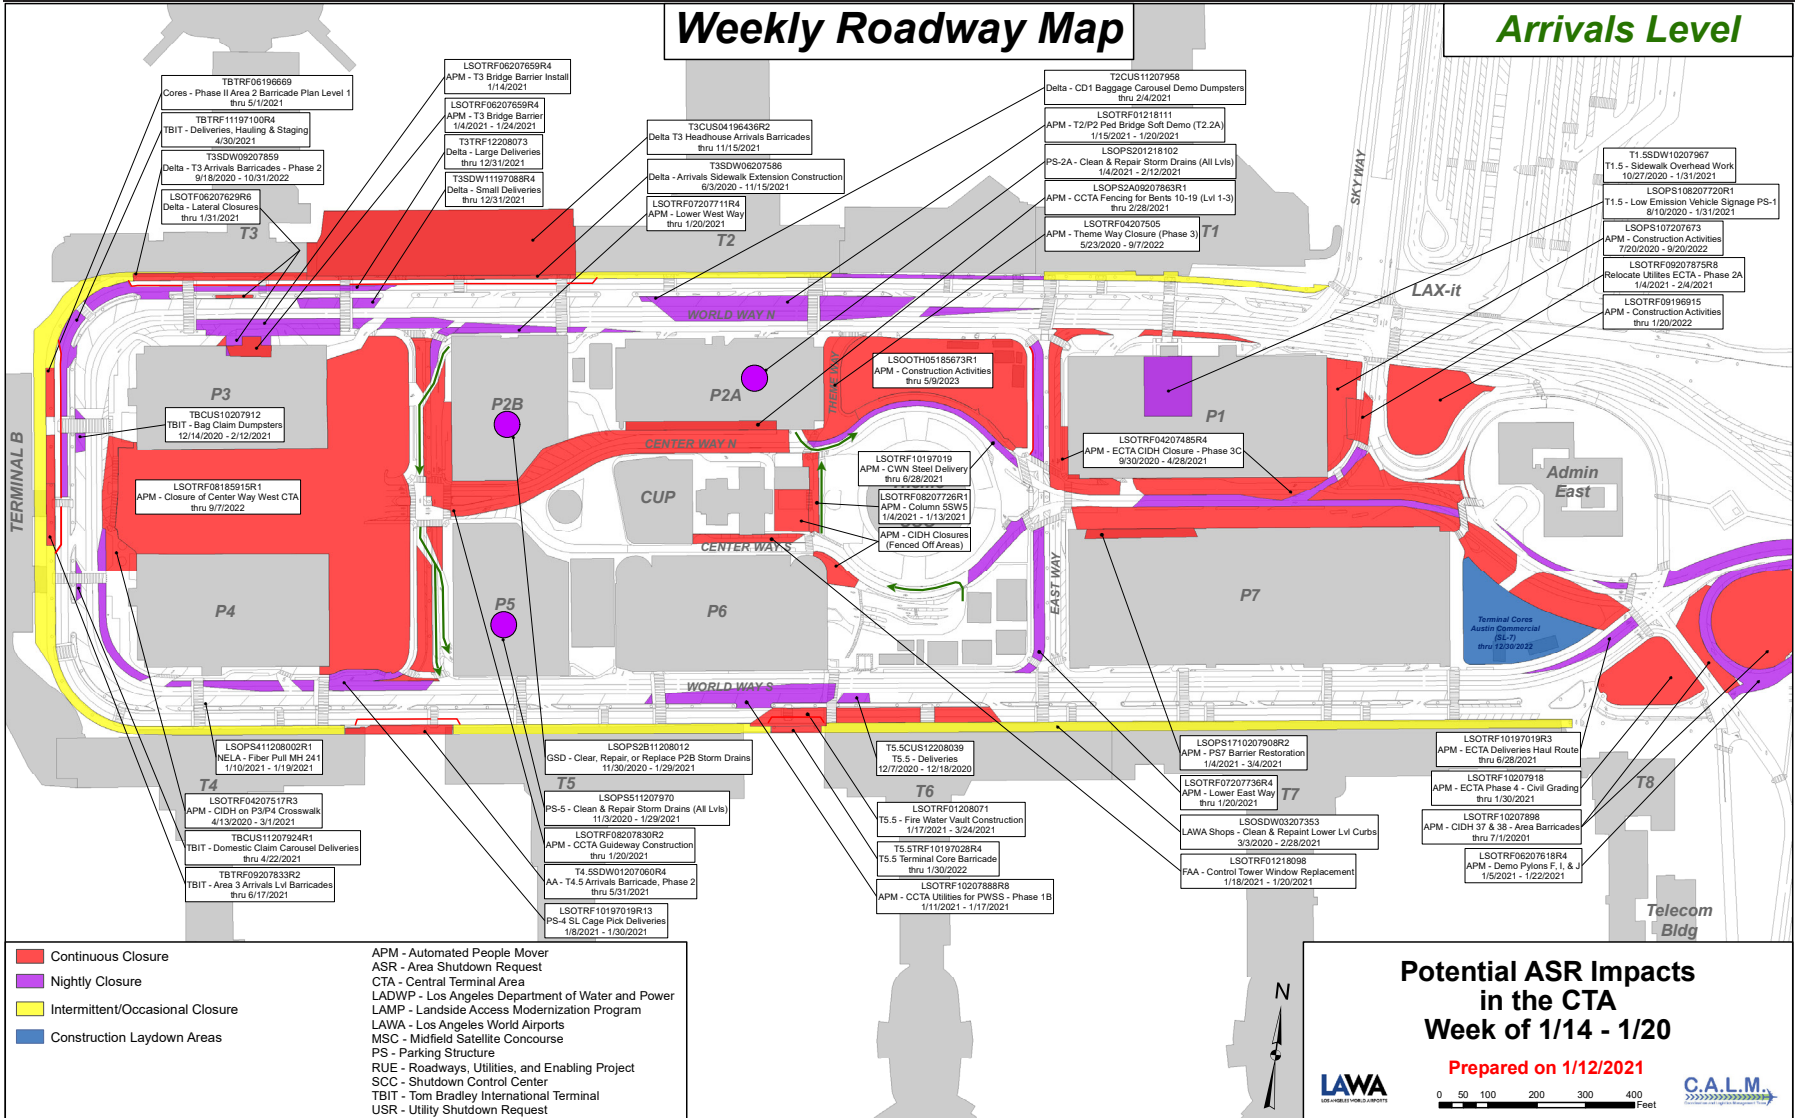 Weekly Roadway Map
Arrivals Level
TBTRF06196669
Cores - Phase II Area 2 Barricade Plan Level 1
thru 5/1/2021
TBTRF11197100R4
TBIT - Deliveries, Hauling & Staging
4/30/2021
T3SDW09207859
Delta - T3 Arrivals Barricades - Phase 2
9/18/2020 - 10/31/2022
LSOTF06207629R6
Delta - Lateral Closures
thru 1/31/2021
LSOTRF06207659R4
APM - T3 Bridge Barrier Install
1/14/2021
LSOTRF06207659R4
APM - T3 Bridge Barrier
1/4/2021 - 1/24/2021
T3TRF12208073
Delta - Large Deliveries
thru 12/31/2021
T3SDW11197088R4
Delta - Small Deliveries
thru 12/31/2021
T3CUS04196436R2
Delta T3 Headhouse Arrivals Barricades
thru 11/15/2021
T3SDW06207586
Delta - Arrivals Sidewalk Extension Construction
6/3/2020 - 11/15/2021
LSOTRF07207711R4
APM - Lower West Way
thru 1/20/2021
T2CUS11207958
Delta - CD1 Baggage Carousel Demo Dumpsters
thru 2/4/2021
LSOTRF01218111
APM - T2/P2 Ped Bridge Soft Demo (T2.2A)
1/15/2021 - 1/20/2021
LSOPS201218102
PS-2A - Clean & Repair Storm Drains (All Lvls)
1/4/2021 - 2/12/2021
LSOPS2A09207863R1
APM - CCTA Fencing for Bents 10-19 (Lvl 1-3)
thru 2/28/2021
LSOTRF04207505
APM - Theme Way Closure (Phase 3)
5/23/2020 - 9/7/2022
T1.5SDW10207967
T1.5 - Sidewalk Overhead Work
10/27/2020 - 1/31/2021
LSOPS108207720R1
T1.5 - Low Emission Vehicle Signage PS-1
8/10/2020 - 1/31/2021
LSOPS107207673
APM - Construction Activities
7/20/2020 - 9/20/2022
LSOTRF09207875R8
Relocate Utilites ECTA - Phase 2A
1/4/2021 - 2/4/2021
LSOTRF09196915
APM - Construction Activities
thru 1/20/2022
T3
T2
T1
SKY WAY
LAX-it
WORLD WAY N
P3
P2B
P2A
THEME WAY
LSOOTH05185673R1
APM - Construction Activities
thru 5/9/2023
P1
TBCUS10207912
TBIT - Bag Claim Dumpsters
12/14/2020 - 2/12/2021
CENTER WAY N
LSOTRF04207485R4
APM - ECTA CIDH Closure - Phase 3C
9/30/2020 - 4/28/2021
TERMINAL B
LSOTRF08185915R1
APM - Closure of Center Way West CTA
thru 9/7/2022
CUP
LSOTRF10197019
APM - CWN Steel Delivery
thru 6/28/2021
LSOTRF08207726R1
APM - Column 5SW5
1/4/2021 - 1/13/2021
APM - CIDH Closures
(Fenced Off Areas)
Admin
East
CENTER WAY S
EAST WAY
P4
P5
P6
P7
Terminal Cores
Austin Commercial
(SL-7)
thru 12/30/2022
WORLD WAY S
T4
T5
T6
T7
T8
LSOPS411208002R1
NELA - Fiber Pull MH 241
1/10/2021 - 1/19/2021
LSOTRF04207517R3
APM - CIDH on P3/P4 Crosswalk
4/13/2020 - 3/1/2021
TBCUS11207924R1
TBIT - Domestic Claim Carousel Deliveries
thru 4/22/2021
TBTRF09207833R2
TBIT - Area 3 Arrivals Lvl Barricades
thru 6/17/2021
LSOPS2B11208012
GSD - Clear, Repair, or Replace P2B Storm Drains
11/30/2020 - 1/29/2021
LSOPS511207970
PS-5 - Clean & Repair Storm Drains (All Lvls)
11/3/2020 - 1/29/2021
LSOTRF08207830R2
APM - CCTA Guideway Construction
thru 1/20/2021
T4.5SDW01207060R4
AA - T4.5 Arrivals Barricade, Phase 2
thru 5/31/2021
LSOTRF10197019R13
PS-4 SL Cage Pick Deliveries
1/8/2021 - 1/30/2021
T5.5CUS12208039
T5.5 - Deliveries
12/7/2020 - 12/18/2020
LSOTRF01208071
T5.5 - Fire Water Vault Construction
1/17/2021 - 3/24/2021
T5.5TRF10197028R4
T5.5 Terminal Core Barricade
thru 1/30/2022
LSOTRF10207888R8
APM - CCTA Utilities for PWSS - Phase 1B
1/11/2021 - 1/17/2021
LSOPS1710207908R2
APM - PS7 Barrier Restoration
1/4/2021 - 3/4/2021
LSOTRF07207736R4
APM - Lower East Way
thru 1/20/2021
LSOSDW03207353
LAWA Shops - Clean & Repaint Lower Lvl Curbs
3/3/2020 - 2/28/2021
LSOTRF01218098
FAA - Control Tower Window Replacement
1/18/2021 - 1/20/2021
LSOTRF10197019R3
APM - ECTA Deliveries Haul Route
thru 6/28/2021
LSOTRF10207918
APM - ECTA Phase 4 - Civil Grading
thru 1/30/2021
LSOTRF10207898
APM - CIDH 37 & 38 - Area Barricades
thru 7/1/20201
LSOTRF06207618R4
APM - Demo Pylons F, I, & J
1/5/2021 - 1/22/2021
Telecom
Bldg
Continuous Closure
Nightly Closure
Intermittent/Occasional Closure
Construction Laydown Areas
APM - Automated People Mover
ASR - Area Shutdown Request
CTA - Central Terminal Area
LADWP - Los Angeles Department of Water and Power
LAMP - Landside Access Modernization Program
LAWA - Los Angeles World Airports
MSC - Midfield Satellite Concourse
PS - Parking Structure
RUE - Roadways, Utilities, and Enabling Project
SCC - Shutdown Control Center
TBIT - Tom Bradley International Terminal
USR - Utility Shutdown Request
N
Potential ASR Impacts
in the CTA
Week of 1/14 - 1/20
Prepared on 1/12/2021
LAWA
LOS ANGELES WORLD AIRPORTS
0 50 100 200 300 400
Feet
C.A.L.M.